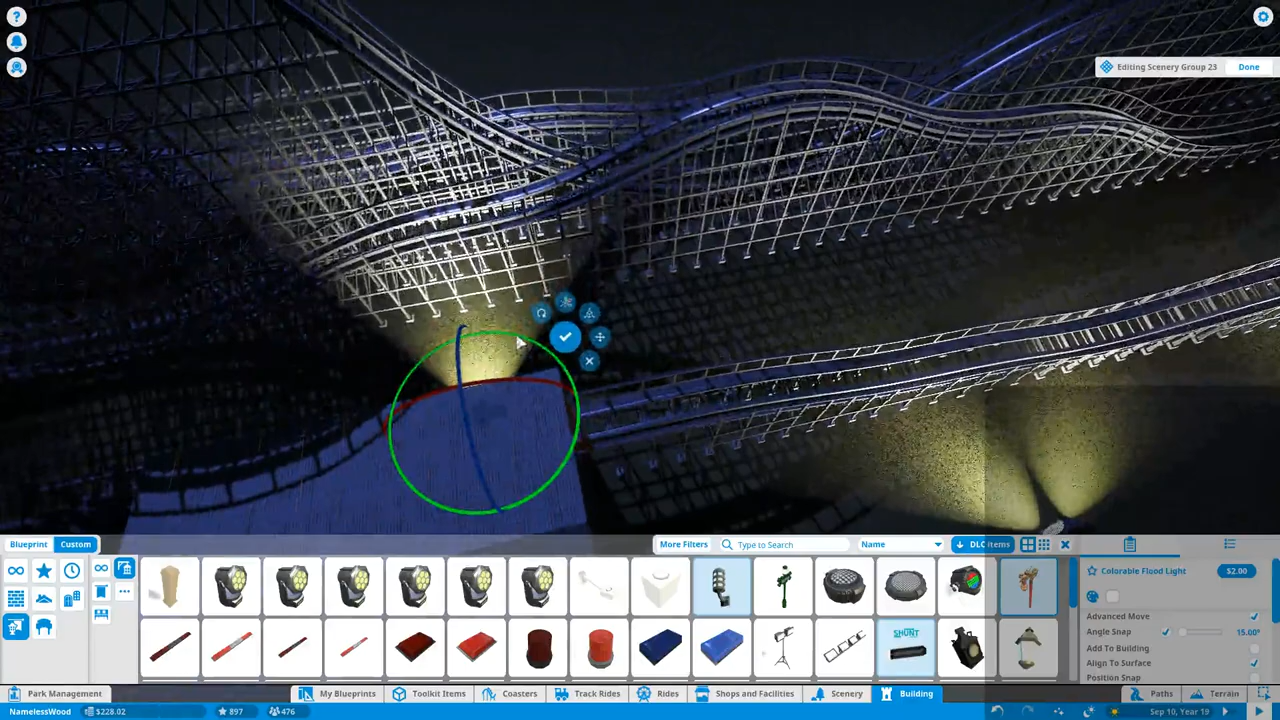 ?
Editing Scenery Group 23 Done
Blueprint Custom More Filters Type to Search Name DLC Items
Colorable Flood Light $2.00
Advanced Move
Angle Snap 15.00°
Add To Building
Align To Surface
Position Snap
SHUNT
Park Management My Blueprints Toolkit Items Coasters Track Rides Rides Shops and Facilities Scenery Building Paths Terrain
NamelessWood $228.02 897 476 Sep 10, Year 19